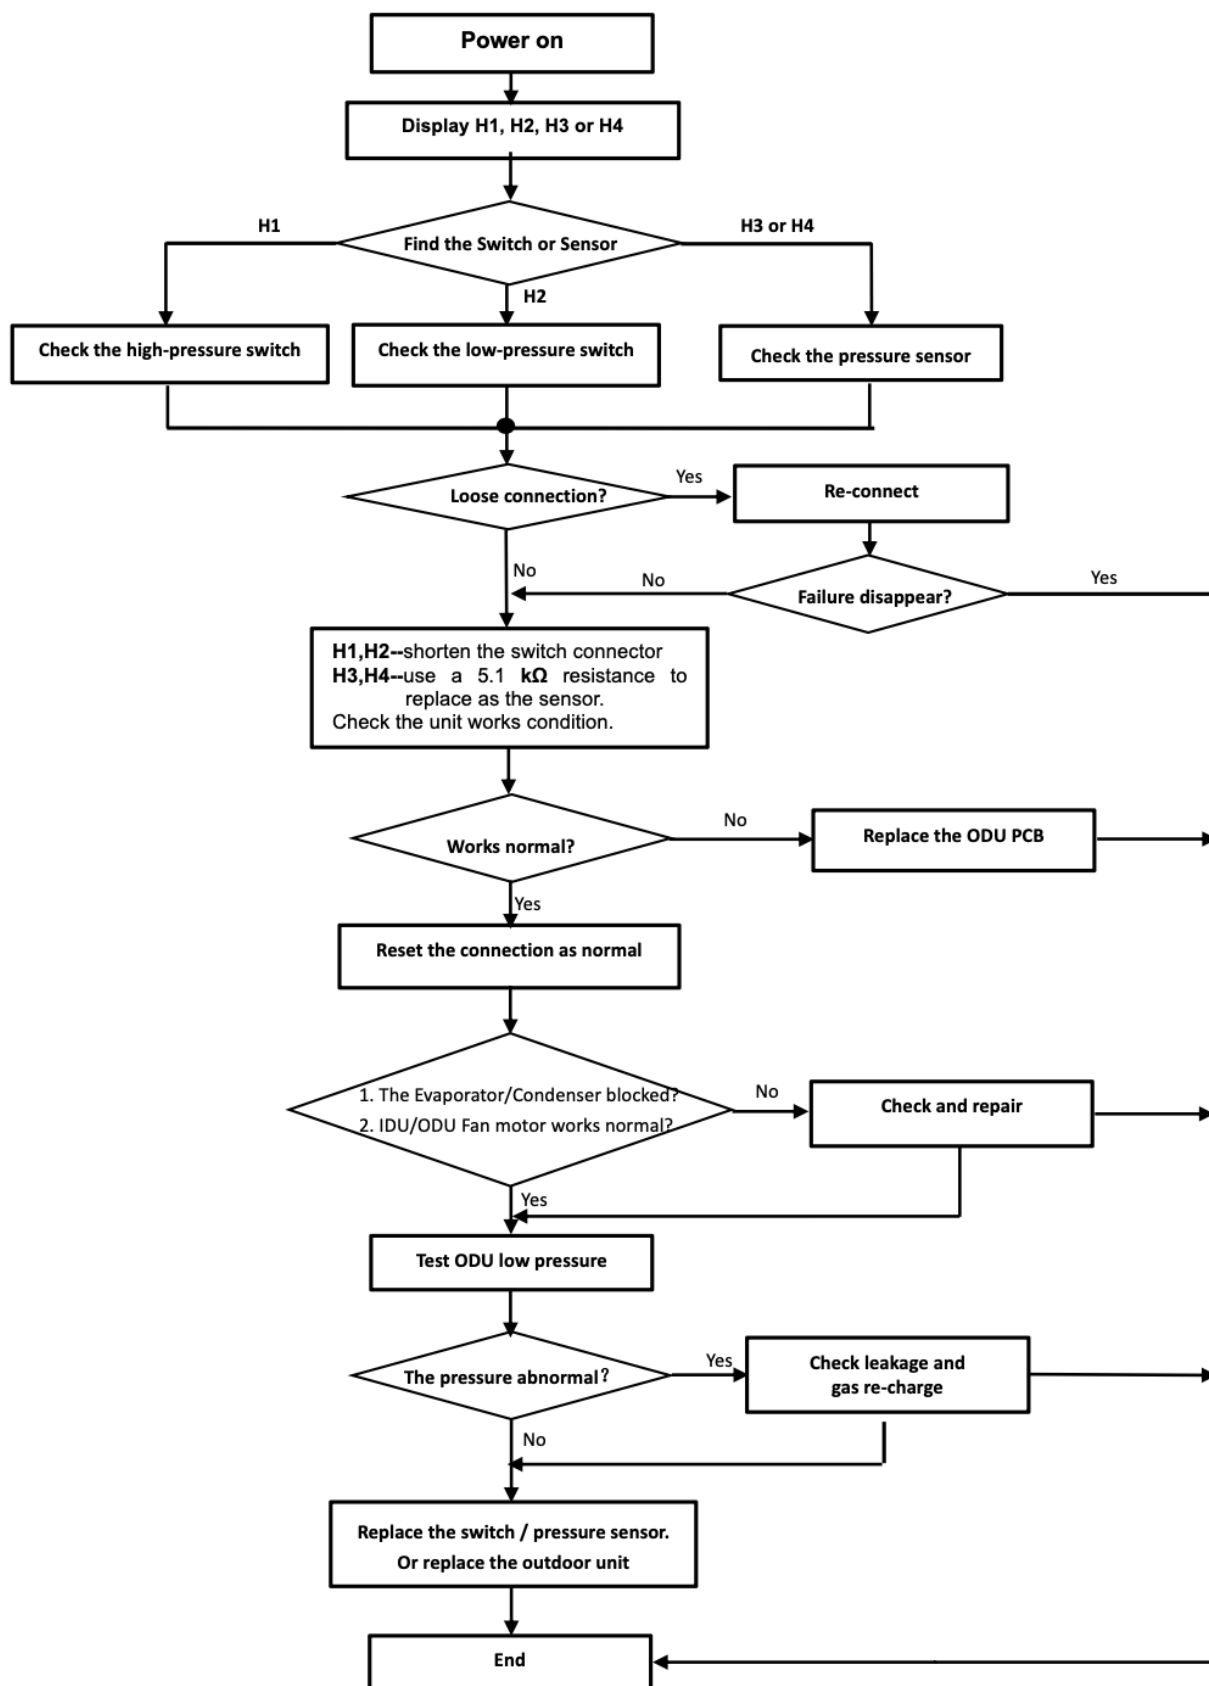 Power on
Display H1, H2, H3 or H4
H1
H3 or H4
Find the Switch or Sensor
H2
Check the high-pressure switch
Check the low-pressure switch
Check the pressure sensor
Loose connection?
Yes
Re-connect
No
No
Failure disappear?
Yes
H1,H2--shorten the switch connector
H3,H4--use a 5.1 kΩ resistance to
replace as the sensor.
Check the unit works condition.
Works normal?
No
Replace the ODU PCB
Yes
Reset the connection as normal
1. The Evaporator/Condenser blocked?
2. IDU/ODU Fan motor works normal?
No
Check and repair
Yes
Test ODU low pressure
The pressure abnormal?
Yes
Check leakage and
gas re-charge
No
Replace the switch / pressure sensor.
Or replace the outdoor unit
End